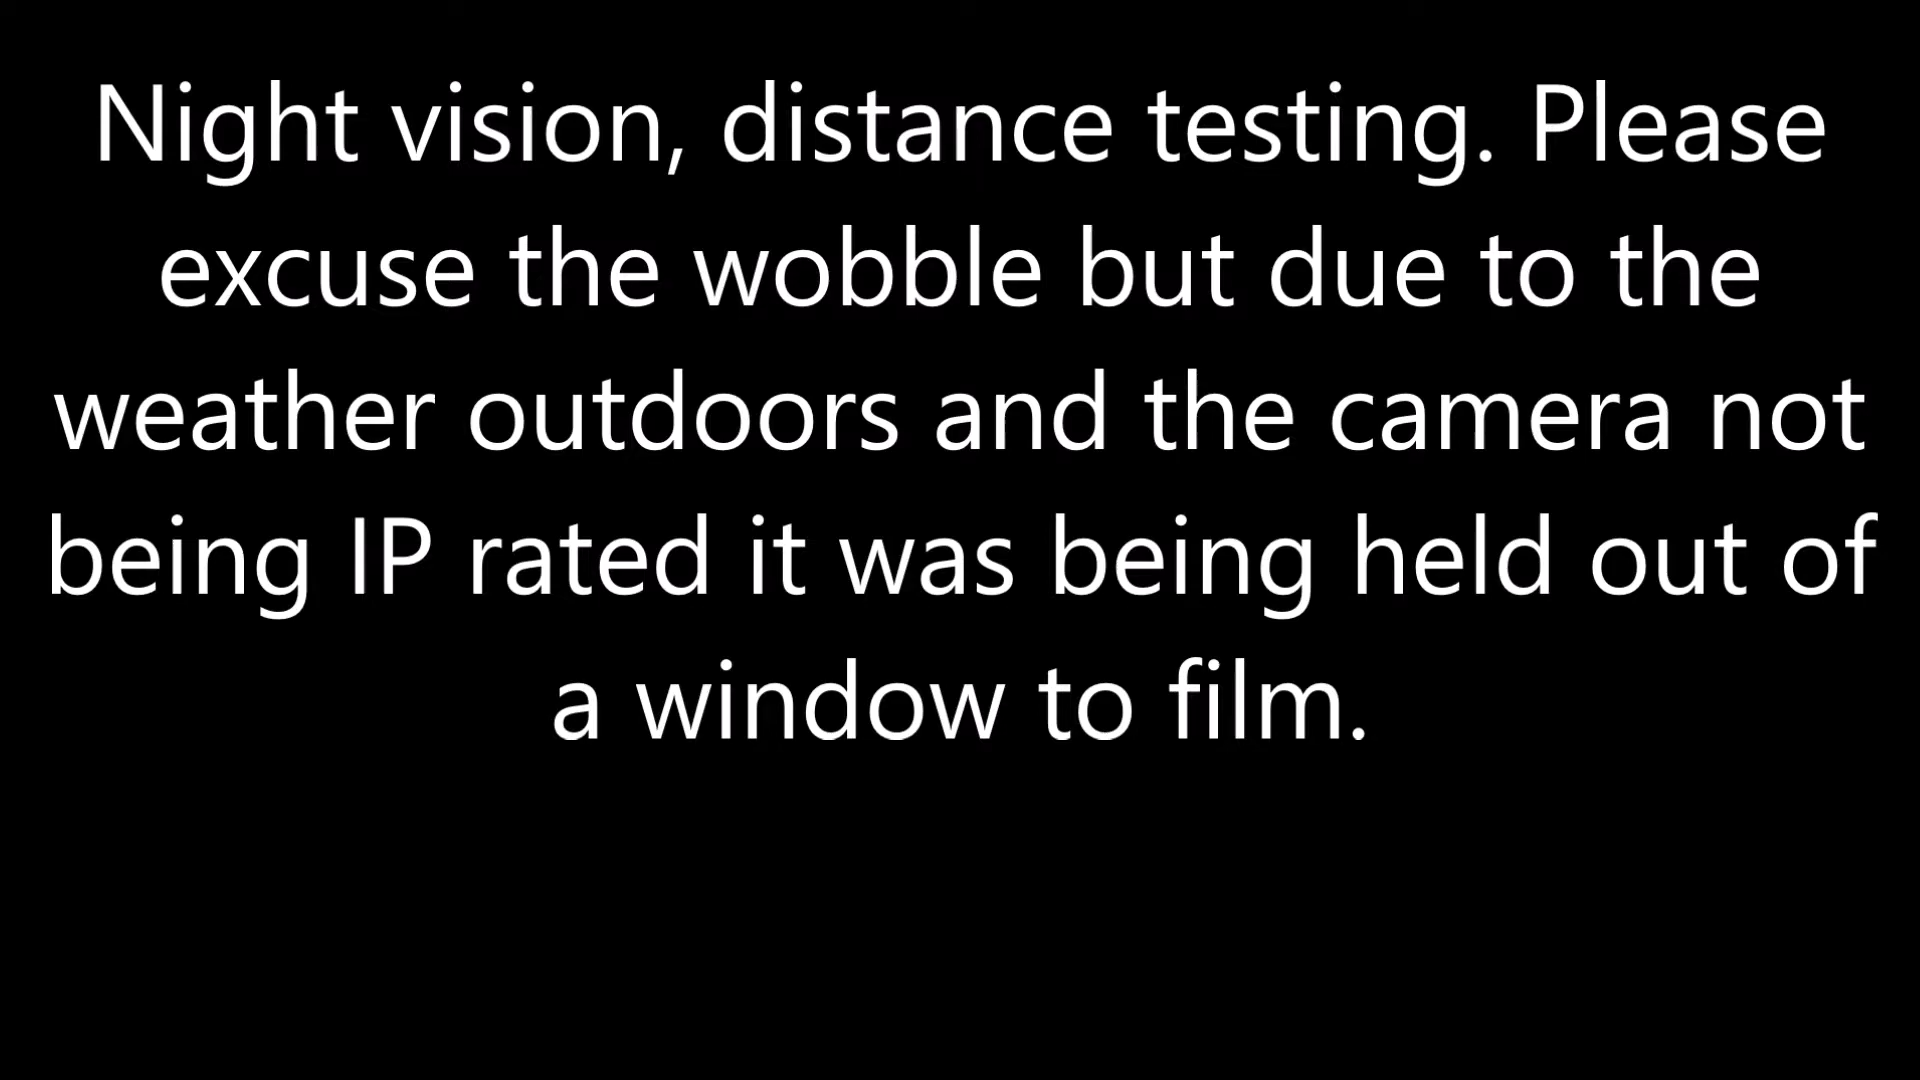 Night vision, distance testing. Please
excuse the wobble but due to the
weather outdoors and the camera not
being IP rated it was being held out of
a window to film.